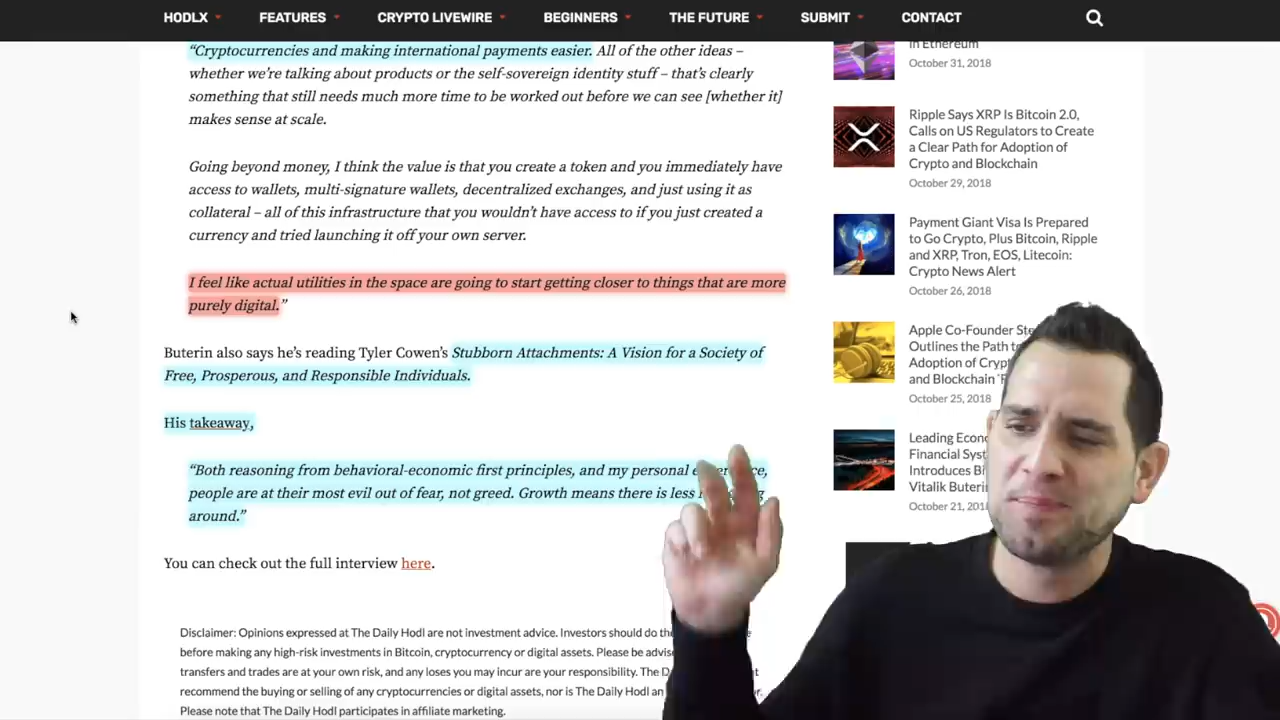 HODLX
FEATURES
CRYPTO LIVEWIRE
BEGINNERS
THE FUTURE
SUBMIT
CONTACT
“Cryptocurrencies and making international payments easier. All of the other ideas –
whether we’re talking about products or the self-sovereign identity stuff – that’s clearly
something that still needs much more time to be worked out before we can see [whether it]
makes sense at scale.
Going beyond money, I think the value is that you create a token and you immediately have
access to wallets, multi-signature wallets, decentralized exchanges, and just using it as
collateral – all of this infrastructure that you wouldn’t have access to if you just created a
currency and tried launching it off your own server.
I feel like actual utilities in the space are going to start getting closer to things that are more
purely digital.”
Buterin also says he’s reading Tyler Cowen’s Stubborn Attachments: A Vision for a Society of
Free, Prosperous, and Responsible Individuals.
His takeaway,
“Both reasoning from behavioral-economic first principles, and my personal
people are at their most evil out of fear, not greed. Growth means there is less
around.”
You can check out the full interview here.
Disclaimer: Opinions expressed at The Daily Hodl are not investment advice. Investors should do
before making any high-risk investments in Bitcoin, cryptocurrency or digital assets. Please be
transfers and trades are at your own risk, and any loses you may incur are your responsibility. The
recommend the buying or selling of any cryptocurrencies or digital assets, nor is The Daily Hodl
Please note that The Daily Hodl participates in affiliate marketing.
in Ethereum
October 31, 2018
Ripple Says XRP Is Bitcoin 2.0,
Calls on US Regulators to Create
a Clear Path for Adoption of
Crypto and Blockchain
October 29, 2018
Payment Giant Visa Is Prepared
to Go Crypto, Plus Bitcoin, Ripple
and XRP, Tron, EOS, Litecoin:
Crypto News Alert
October 26, 2018
Apple Co-Founder
Outlines the Path
Adoption of
and Blockchain
October 25, 2018
Leading
Financial
Introduces
Vitalik
October 21,